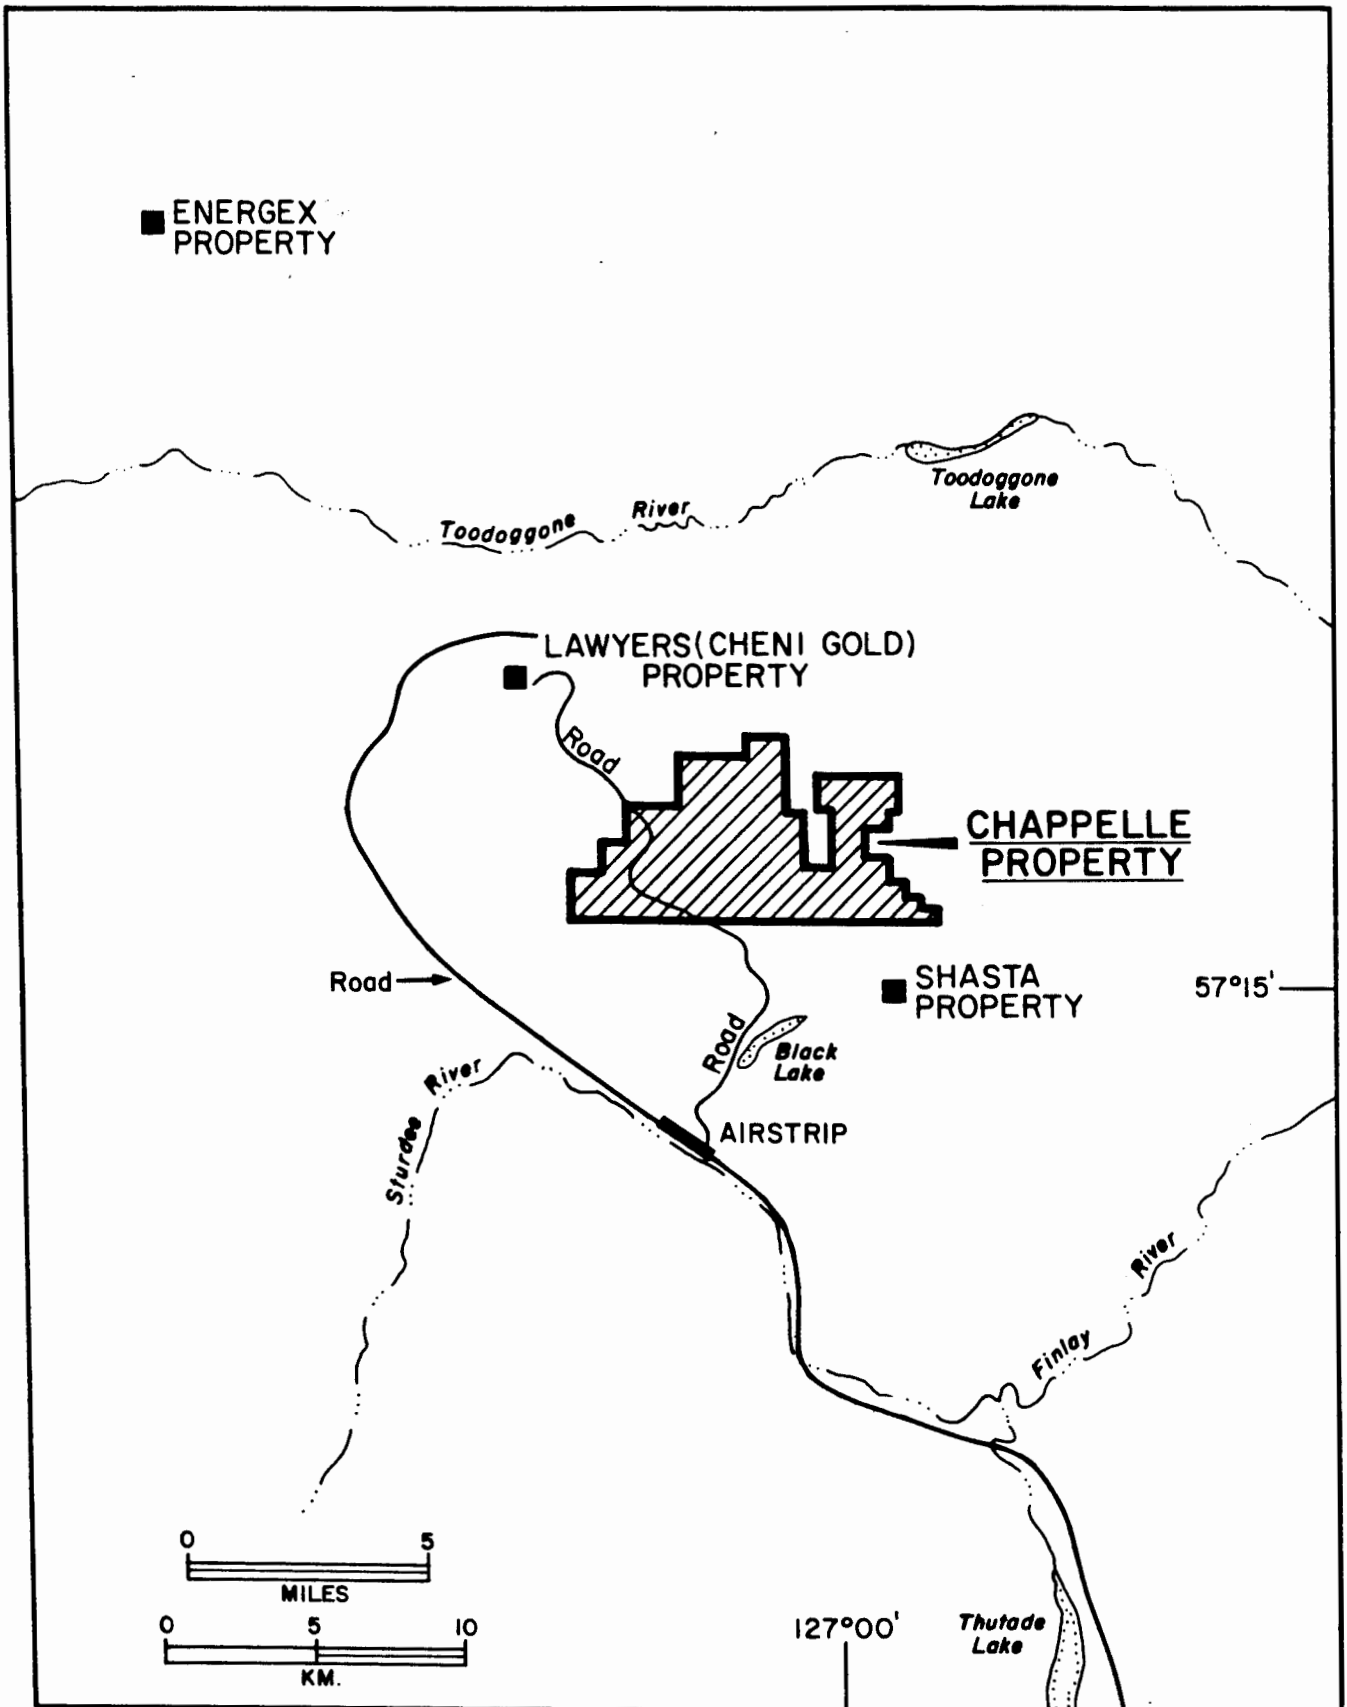 ENERGEX
PROPERTY
Toodoggone
Lake
Toodoggone River
LAWYERS(CHENI GOLD)
PROPERTY
Road
CHAPPELLE
PROPERTY
Road
SHASTA
PROPERTY
57°15'
Road
Black
Lake
Sturdee River
AIRSTRIP
Finlay River
0 5
MILES
0 5 10
KM.
127°00'
Thutade
Lake